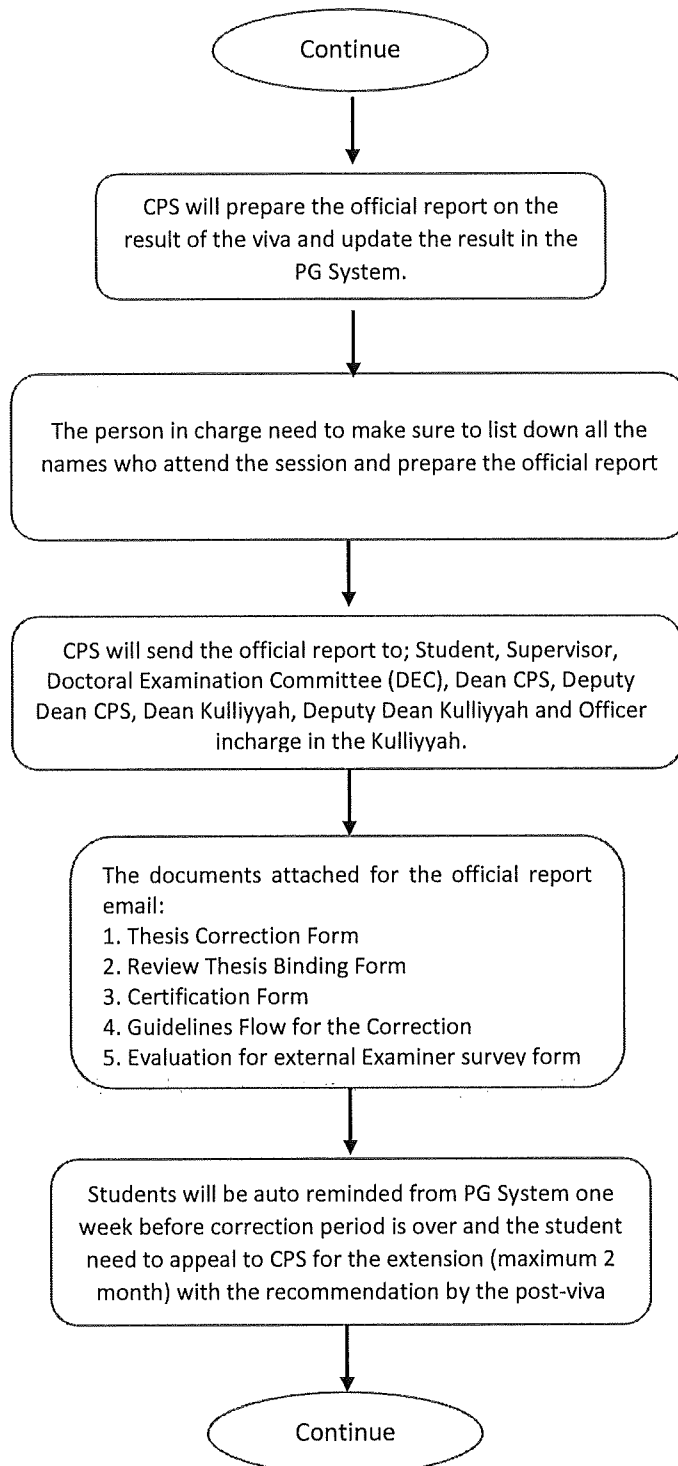 Continue
CPS will prepare the official report on the
result of the viva and update the result in the
PG System.
The person in charge need to make sure to list down all the
names who attend the session and prepare the official report
CPS will send the official report to; Student, Supervisor,
Doctoral Examination Committee (DEC), Dean CPS, Deputy
Dean CPS, Dean Kulliyyah, Deputy Dean Kulliyyah and Officer
incharge in the Kulliyyah.
The documents attached for the official report
email:
1. Thesis Correction Form
2. Review Thesis Binding Form
3. Certification Form
4. Guidelines Flow for the Correction
5. Evaluation for external Examiner survey form
Students will be auto reminded from PG System one
week before correction period is over and the student
need to appeal to CPS for the extension (maximum 2
month) with the recommendation by the post-viva
Continue